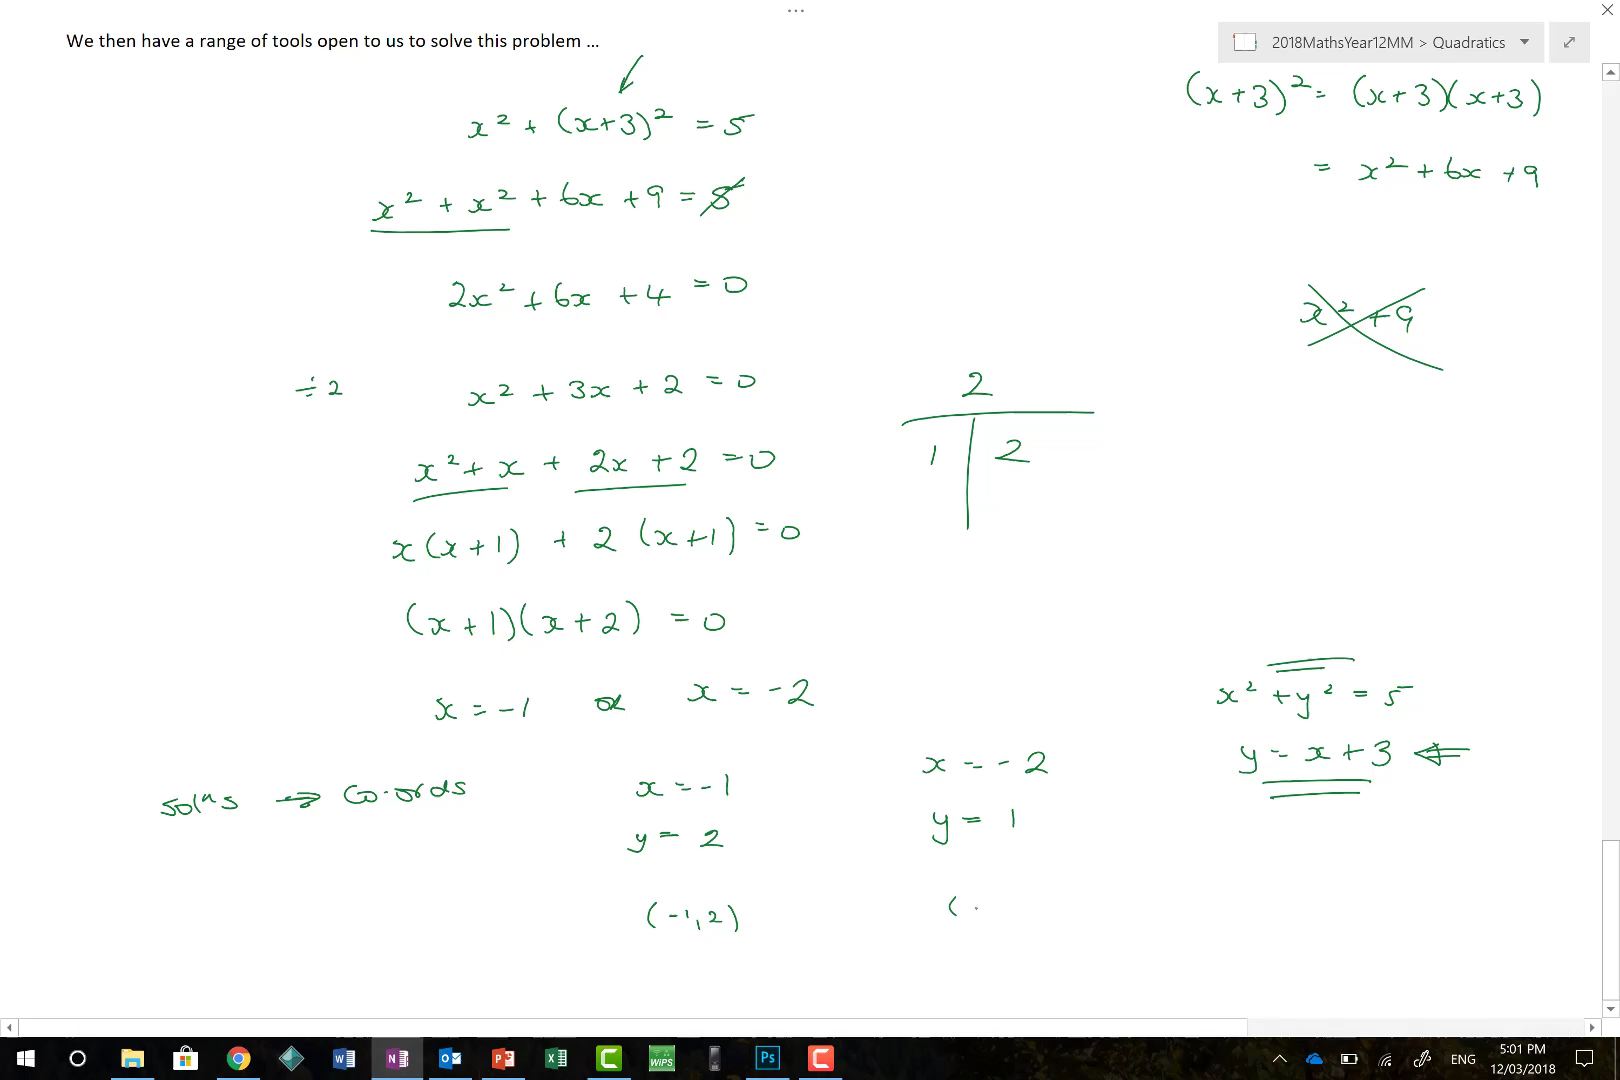 We then have a range of tools open to us to solve this problem ...
2018MathsYear12MM > Quadratics
(x+3)² = (x+3)(x+3)
= x² + 6x + 9
x² + (x+3)² = 5
x² + x² + 6x + 9 = 5
2x² + 6x + 4 = 0
x² + 9
÷2 x² + 3x + 2 = 0
2
1 2
x² + x + 2x + 2 = 0
x(x+1) + 2(x+1) = 0
(x+1)(x+2) = 0
x = -1 or x = -2
x² + y² = 5
y = x + 3
solⁿs → co-ords
x = -1
y = 2
(-1, 2)
x = -2
y = 1
(
ENG
5:01 PM
12/03/2018
WiPS
Ps